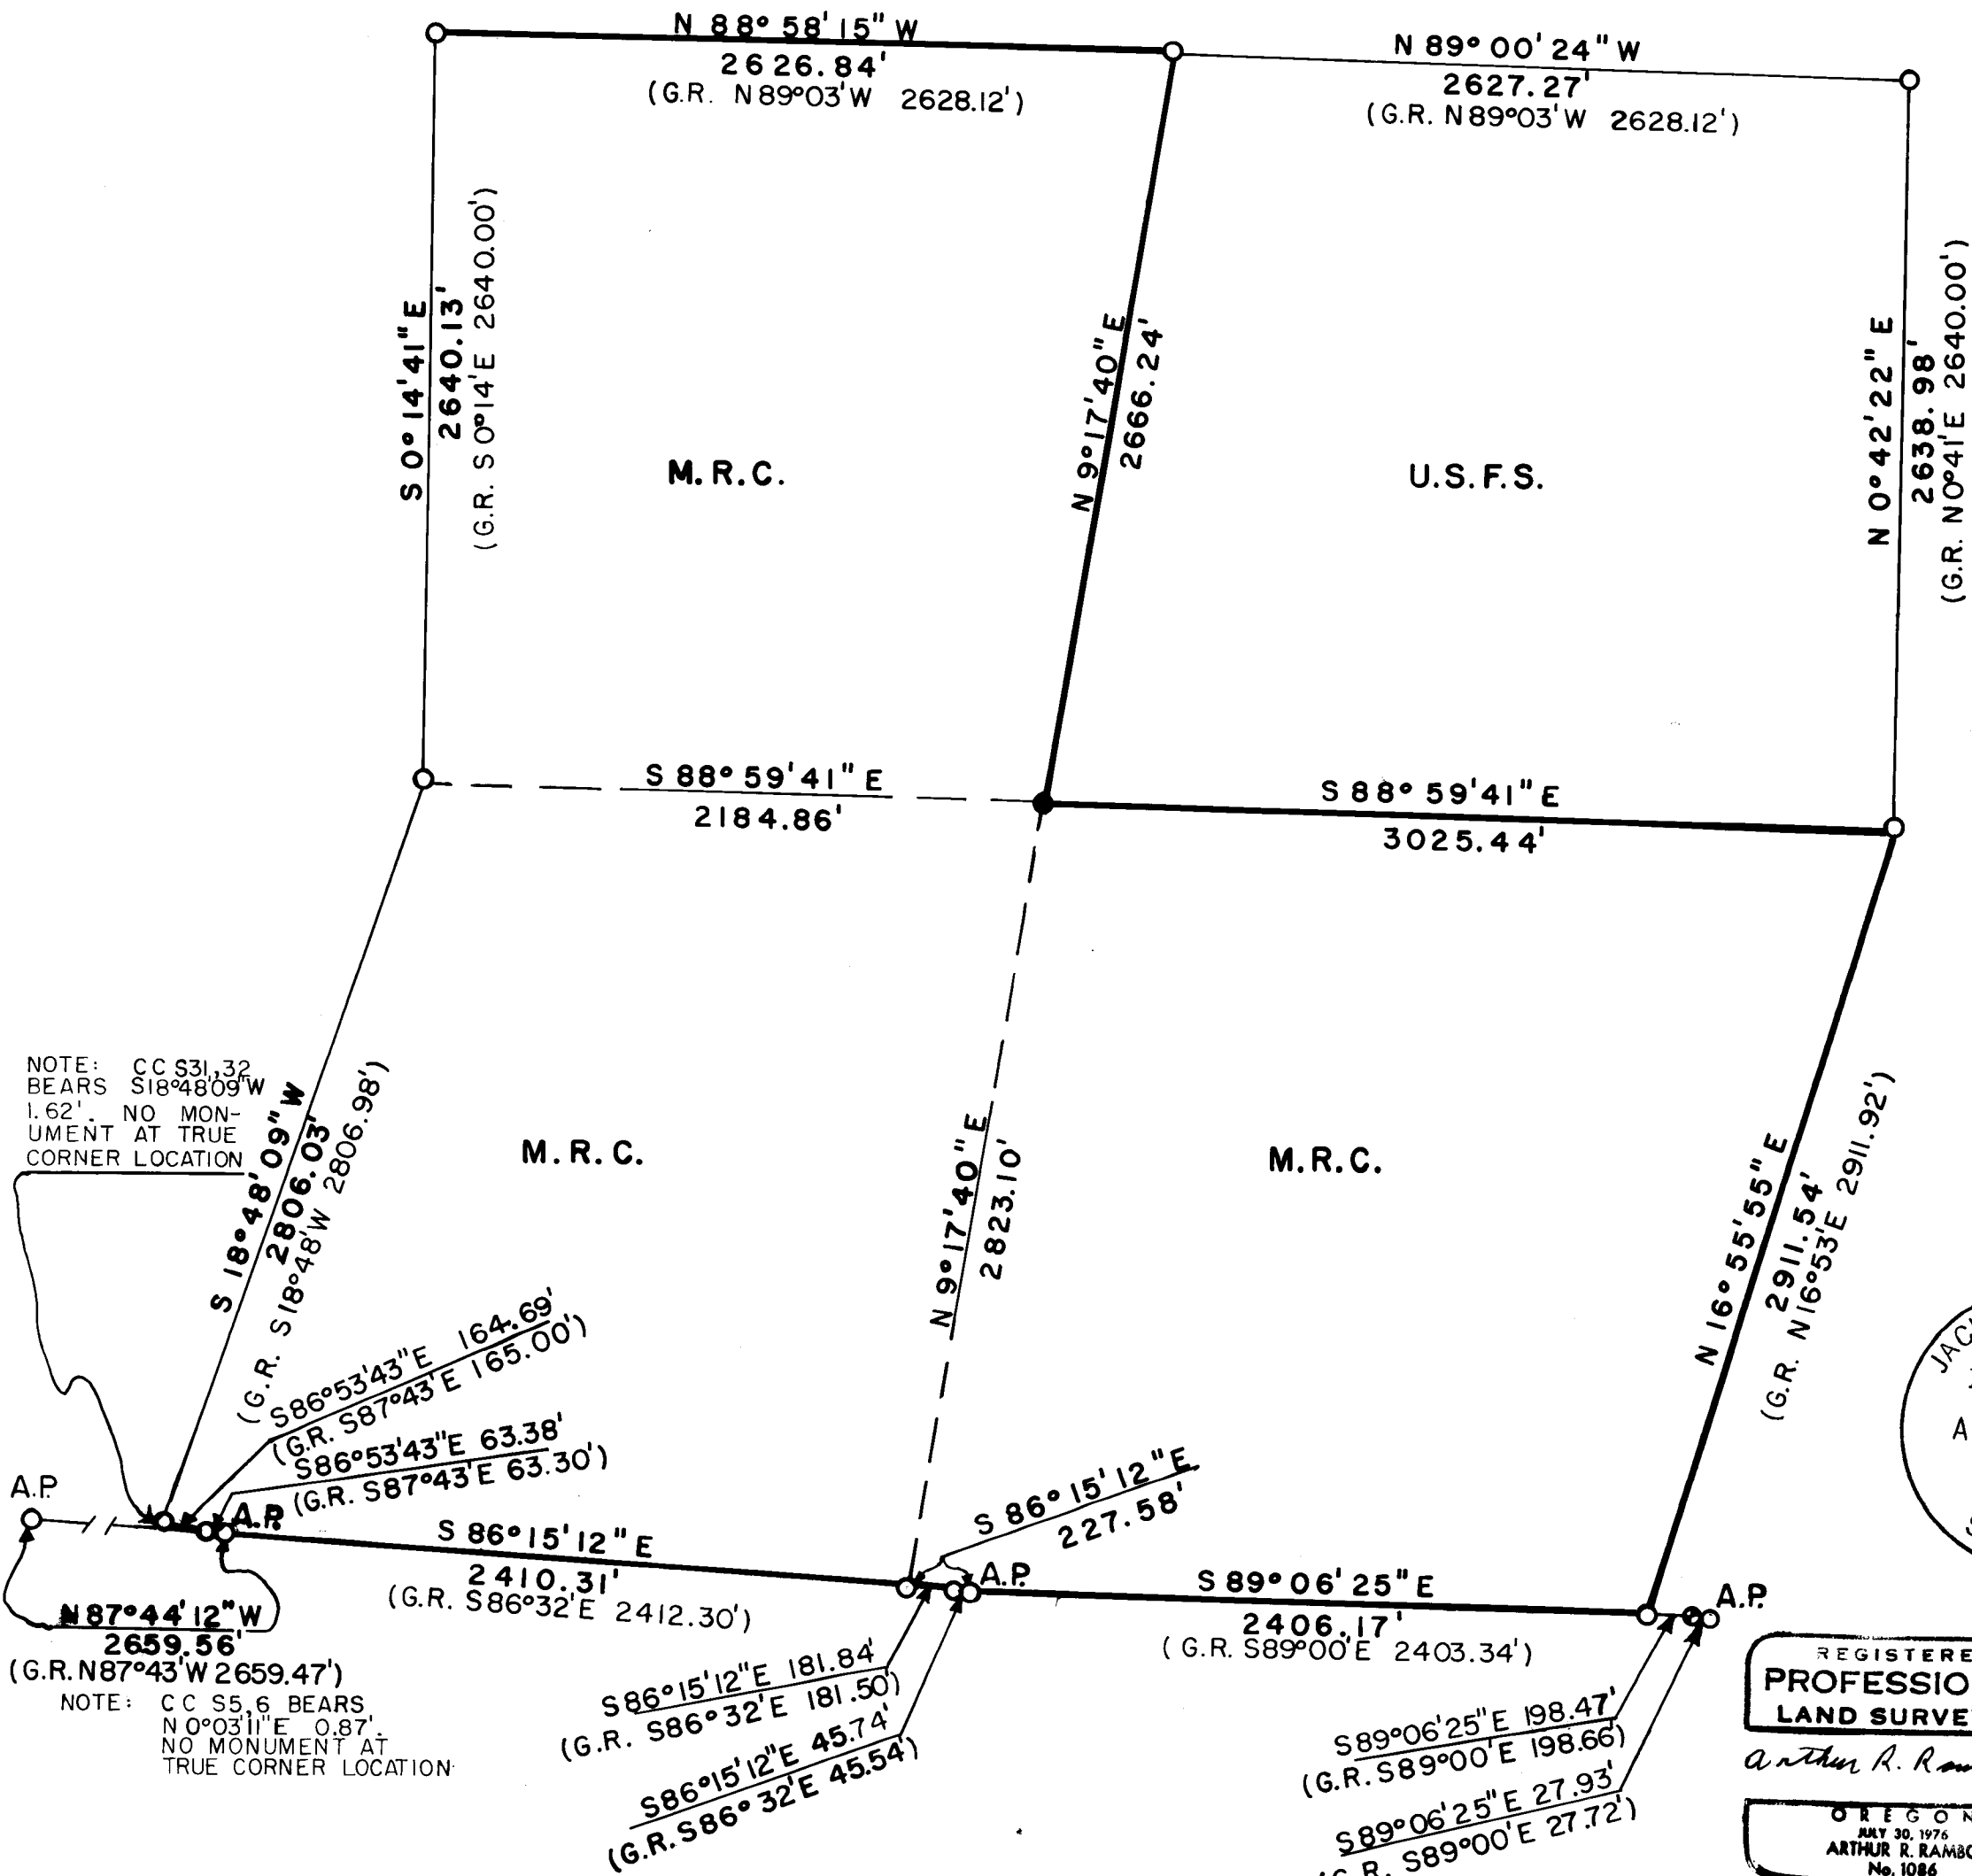 N 88° 58' 15" W
2626.84'
(G.R. N89°03'W 2628.12')
N 89° 00' 24" W
2627.27'
(G.R. N89°03'W 2628.12')
S 0° 14' 41" E
2640.13'
(G.R. S0°14'E 2640.00')
N 9° 17' 40" E
2666.24'
N 0° 42' 22" E
2638.98'
(G.R. N0°41'E 2640.00')
M.R.C.
U.S.F.S.
S 88° 59' 41" E
2184.86'
S 88° 59' 41" E
3025.44'
NOTE: CC S31,32
BEARS S18°48'09"W
1.62'. NO MON-
UMENT AT TRUE
CORNER LOCATION
S 18° 48' 09" W
2806.03'
(G.R. S18°48'W 2806.98')
M.R.C.
N 9° 17' 40" E
2823.10'
M.R.C.
N 16° 55' 55" E
2911.54'
(G.R. N16°53'E 2911.92')
S86°53'43"E 164.69'
(G.R. S87°43'E 165.00')
S86°53'43"E 63.38'
(G.R. S87°43'E 63.30')
A.P.
A.P.
S 86° 15' 12" E
2410.31'
(G.R. S86°32'E 2412.30')
S 86° 15' 12" E
227.58'
A.P.
S 89° 06' 25" E
2406.17'
(G.R. S89°00'E 2403.34')
A.P.
N87°44'12"W
2659.56'
(G.R. N87°43'W 2659.47')
NOTE: CC S5,6 BEARS
N0°03'11"E 0.87'.
NO MONUMENT AT
TRUE CORNER LOCATION
S86°15'12"E 181.84'
(G.R. S86°32'E 181.50')
S86°15'12"E 45.74'
(G.R. S86°32'E 45.54')
S89°06'25"E 198.47'
(G.R. S89°00'E 198.66')
S89°06'25"E 27.93'
G.R. S89°00'E 27.72')
JAC
A
REGISTERE
PROFESSIO
LAND SURVE
Arthur R. Ram
OREGON
JULY 30, 1976
ARTHUR R. RAMBO
No. 1086